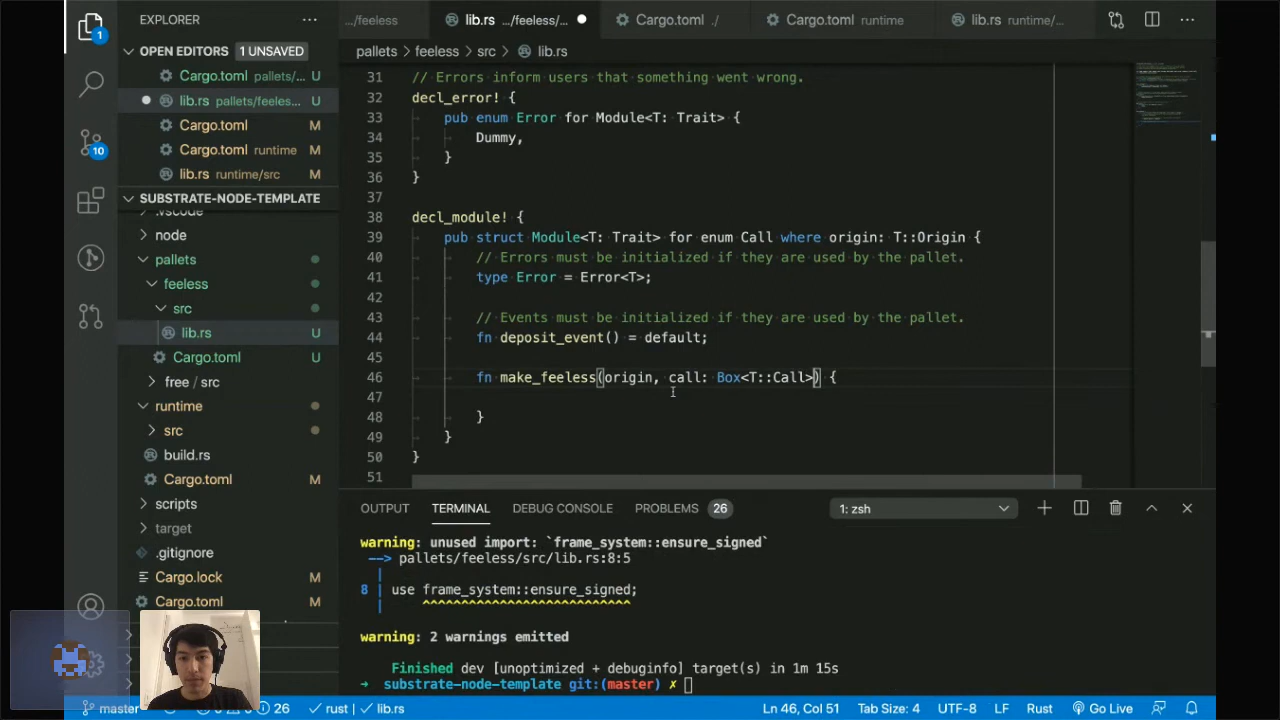 EXPLORER
.../feeless
lib.rs .../feeless/...
Cargo.toml ./
Cargo.toml runtime
lib.rs runtime/...
OPEN EDITORS 1 UNSAVED
Cargo.toml pallets/... U
lib.rs pallets/feeles... U
Cargo.toml M
Cargo.toml runtime M
lib.rs runtime/src M
SUBSTRATE-NODE-TEMPLATE
.vscode
node
pallets
feeless
src
lib.rs U
Cargo.toml U
free / src
runtime
src
build.rs
Cargo.toml M
scripts
target
.gitignore
Cargo.lock M
Cargo.toml M
1
10
pallets > feeless > src > lib.rs
31 // Errors inform users that something went wrong.
32 decl_error! {
33 pub enum Error for Module<T: Trait> {
34 Dummy,
35 }
36 }
37
38 decl_module! {
39 pub struct Module<T: Trait> for enum Call where origin: T::Origin {
40 // Errors must be initialized if they are used by the pallet.
41 type Error = Error<T>;
42
43 // Events must be initialized if they are used by the pallet.
44 fn deposit_event() = default;
45
46 fn make_feeless(origin, call: Box<T::Call>) {
47
48 }
49 }
50 }
51
OUTPUT TERMINAL DEBUG CONSOLE PROBLEMS 26 1: zsh
warning: unused import: `frame_system::ensure_signed`
--> pallets/feeless/src/lib.rs:8:5
|
8 | use frame_system::ensure_signed;
| ^^^^^^^^^^^^^^^^^^^^^^^^^^
warning: 2 warnings emitted
Finished dev [unoptimized + debuginfo] target(s) in 1m 15s
➜ substrate-node-template git:(master) ✗
master 26 ✓ rust | ✓ lib.rs Ln 46, Col 51 Tab Size: 4 UTF-8 LF Rust Go Live